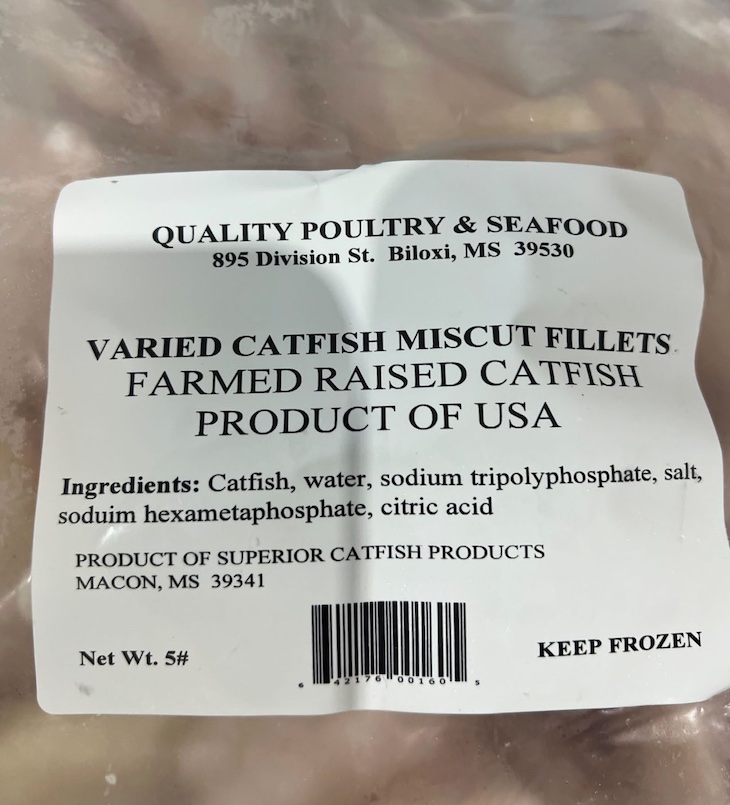 QUALITY POULTRY & SEAFOOD
895 Division St. Biloxi, MS 39530
VARIED CATFISH MISCUT FILLETS
FARMED RAISED CATFISH
PRODUCT OF USA
Ingredients: Catfish, water, sodium tripolyphosphate, salt,
soduim hexametaphosphate, citric acid
PRODUCT OF SUPERIOR CATFISH PRODUCTS
MACON, MS 39341
Net Wt. 5#
KEEP FROZEN
6 42176 00160 5